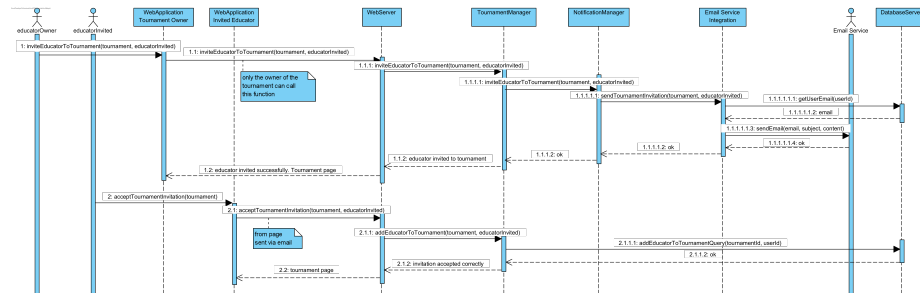 WebApplication
Tournament Owner
WebApplication
Invited Educator
WebServer
TournamentManager
NotificationManager
Email Service
Integration
DatabaseServer
educatorOwner
educatorInvited
Email Service
1: inviteEducatorToTournament(tournament, educatorInvited)
1.1: inviteEducatorToTournament(tournament, educatorInvited)
only the owner of the
tournament can call
this function
1.1.1: inviteEducatorToTournament(tournament, educatorInvited)
1.1.1.1: inviteEducatorToTournament(tournament, educatorInvited)
1.1.1.1.1: sendTournamentInvitation(tournament, educatorInvited)
1.1.1.1.1.1: getUserEmail(userId)
1.1.1.1.1.2: email
1.1.1.1.1.3: sendEmail(email, subject, content)
1.1.1.1.1.4: ok
1.1.1.1.2: ok
1.1.1.2: ok
1.1.2: educator invited to tournament
1.2: educator invited succesfully. Tournament page
2: acceptTournamentInvitation(tournament)
2.1: acceptTournamentInvitation(tournament, educatorInvited)
from page
sent via email
2.1.1: addEducatorToTournament(tournament, educatorInvited)
2.1.1.1: addEducatorToTournamentQuery(tournamentId, userId)
2.1.1.2: ok
2.1.2: invitation accepted correctly
2.2: tournament page